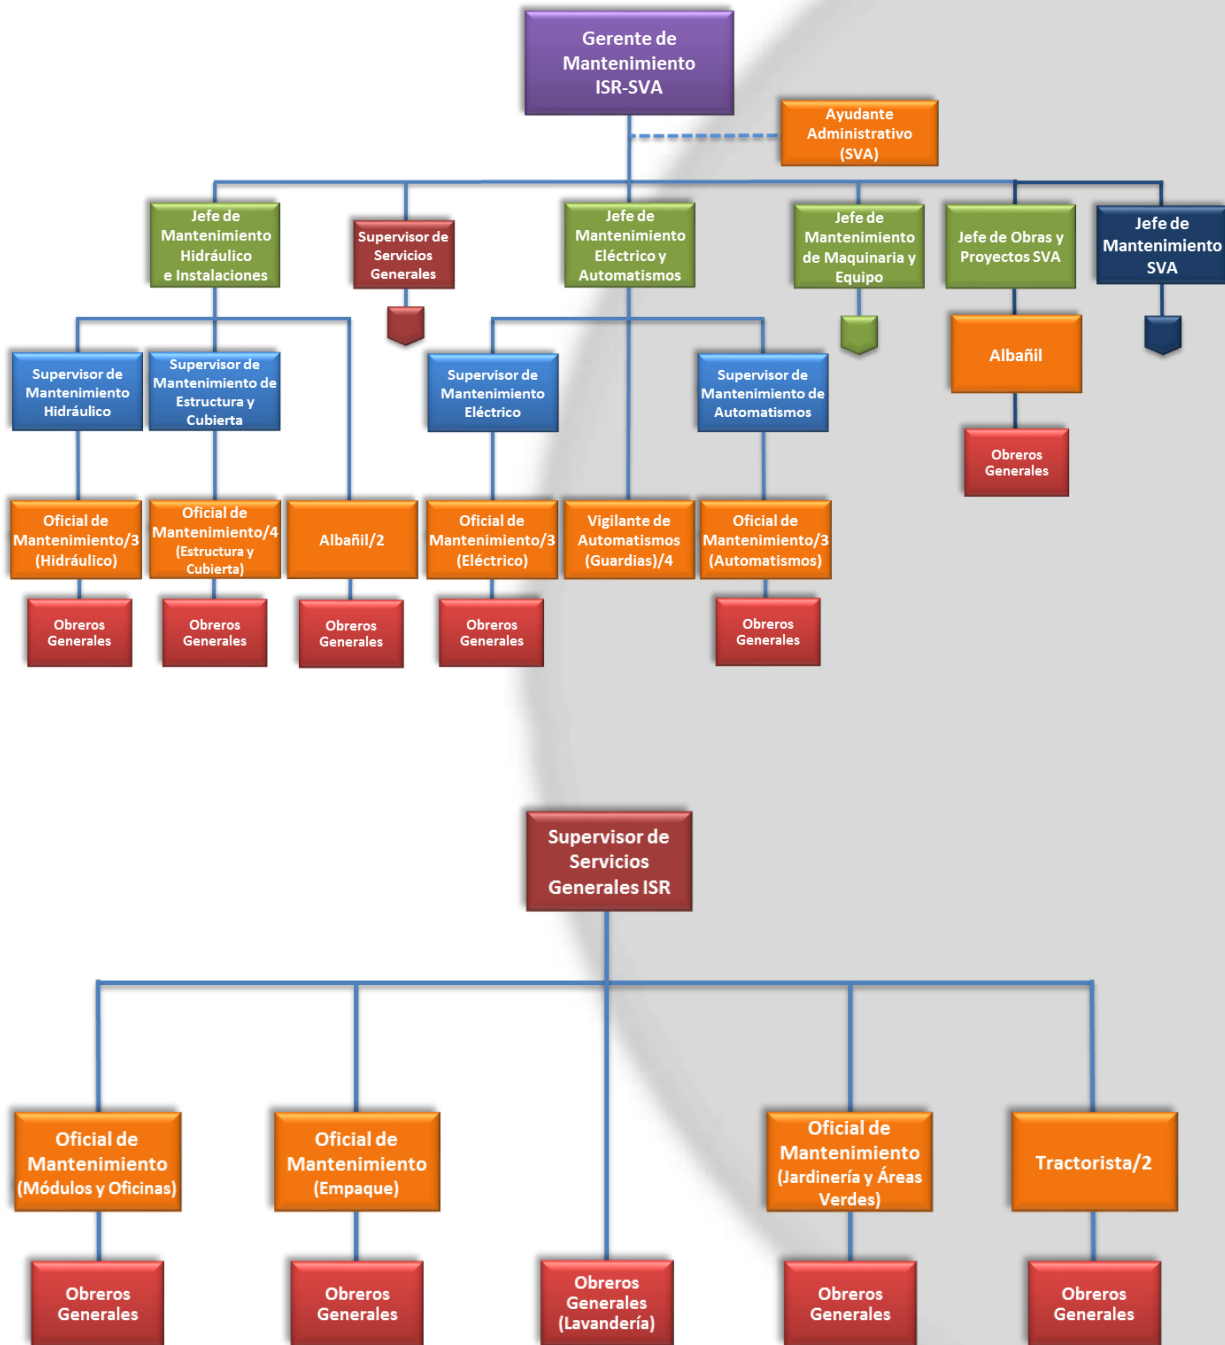 Gerente de
Mantenimiento
ISR-SVA
Ayudante
Administrativo
(SVA)
Jefe de
Mantenimiento
Hidráulico
e Instalaciones
Supervisor de
Servicios
Generales
Jefe de
Mantenimiento
Eléctrico y
Automatismos
Jefe de
Mantenimiento
de Maquinaria y
Equipo
Jefe de Obras y
Proyectos SVA
Jefe de
Mantenimiento
SVA
Supervisor de
Mantenimiento
Hidráulico
Supervisor de
Mantenimiento de
Estructura y
Cubierta
Supervisor de
Mantenimiento
Eléctrico
Supervisor de
Mantenimiento de
Automatismos
Albañil
Obreros
Generales
Oficial de
Mantenimiento/3
(Hidráulico)
Oficial de
Mantenimiento/4
(Estructura y
Cubierta)
Albañil/2
Oficial de
Mantenimiento/3
(Eléctrico)
Vigilante de
Automatismos
(Guardias)/4
Oficial de
Mantenimiento/3
(Automatismos)
Obreros
Generales
Obreros
Generales
Obreros
Generales
Obreros
Generales
Obreros
Generales
Supervisor de
Servicios
Generales ISR
Oficial de
Mantenimiento
(Módulos y Oficinas)
Oficial de
Mantenimiento
(Empaque)
Oficial de
Mantenimiento
(Jardinería y Áreas
Verdes)
Tractorista/2
Obreros
Generales
Obreros
Generales
Obreros
Generales
(Lavandería)
Obreros
Generales
Obreros
Generales